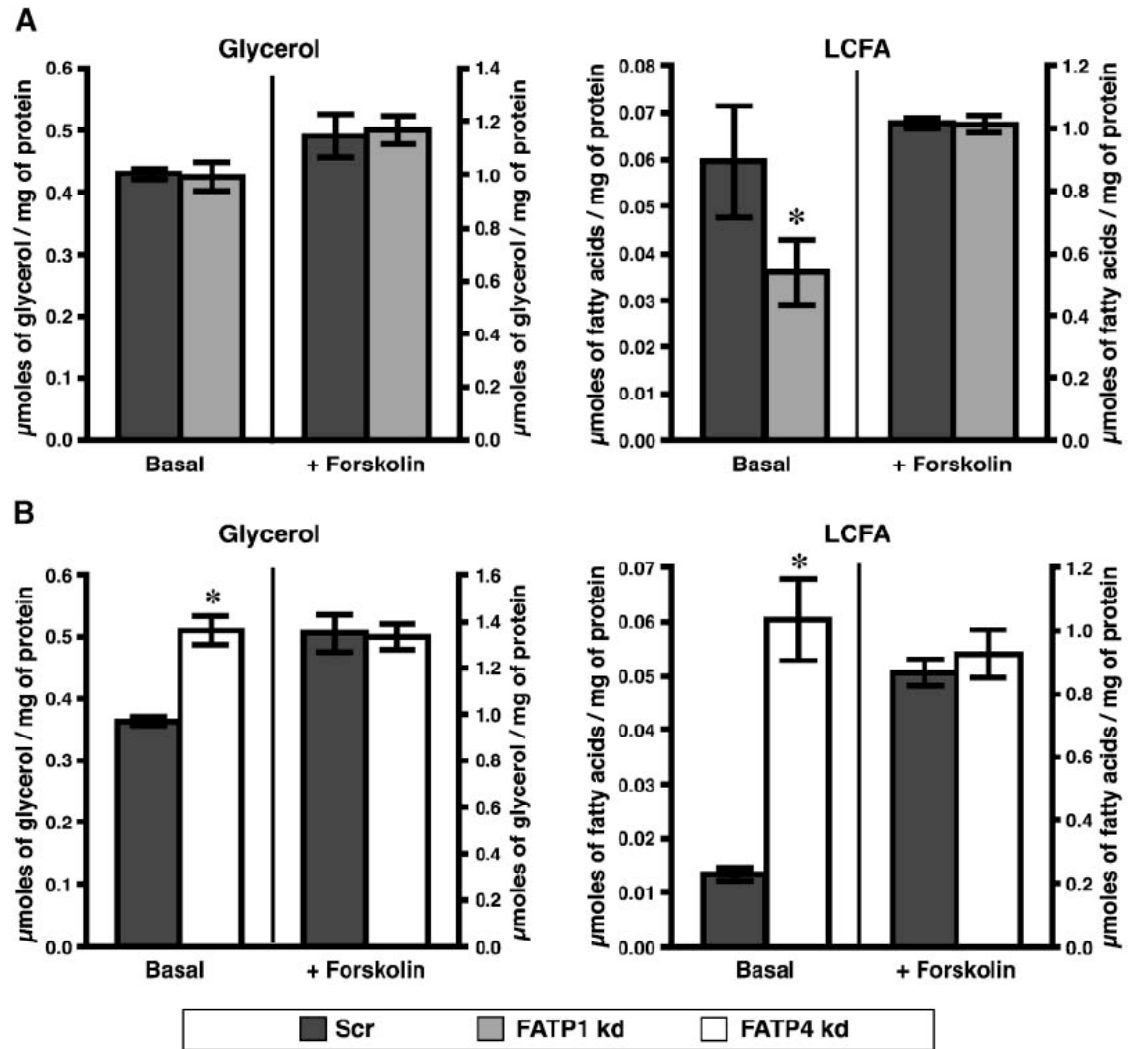 A
Glycerol
µmoles of glycerol / mg of protein
0.6
0.5
0.4
0.3
0.2
0.1
0.0
1.4
1.2
1.0
0.8
0.6
1.4
1.2
0.0
µmoles of glycerol / mg of protein
Basal
+ Forskolin
LCFA
µmoles of fatty acids / mg of protein
0.08
0.07
0.06
0.05
0.04
0.03
0.02
0.01
0.00
*
1.2
1.0
0.8
0.6
0.4
0.2
0.0
µmoles of fatty acids / mg of protein
Basal
+ Forskolin
B
Glycerol
µmoles of glycerol / mg of protein
0.6
0.5
0.4
0.3
0.2
0.1
0.0
*
1.6
1.4
1.4
1.0
0.8
0.6
1.4
0.2
0.0
µmoles of glycerol / mg of protein
Basal
+ Forskolin
LCFA
µmoles of fatty acids / mg of protein
0.07
0.06
0.05
0.04
0.03
0.02
0.01
0.00
*
1.2
1.0
0.8
0.6
0.4
0.2
0.0
µmoles of fatty acids / mg of protein
Basal
+ Forskolin
Scr FATP1 kd FATP4 kd